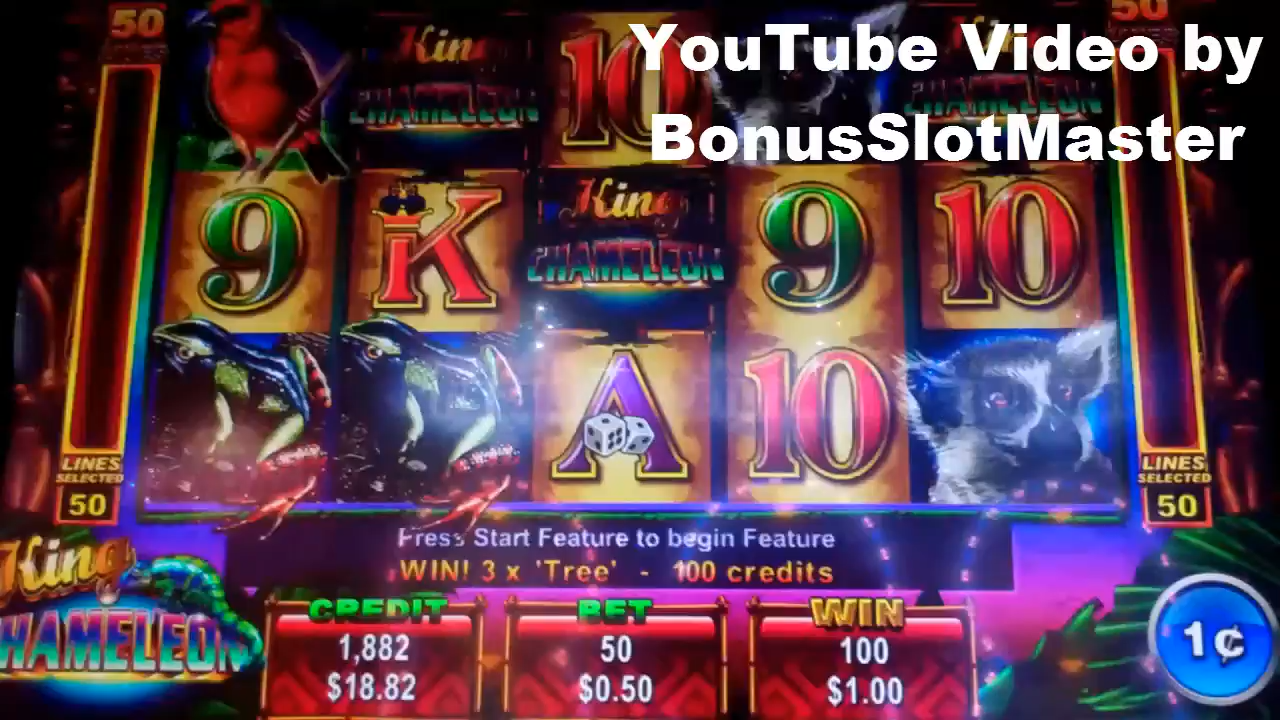 YouTube Video by
BonusSlotMaster
50
50
King
CHAMELEON
10
King
CHAMELEON
9
K
King
CHAMELEON
9
10
A
10
LINES
SELECTED
50
LINES
SELECTED
50
Press Start Feature to begin Feature
WIN! 3 x 'Tree' - 100 credits
King
CHAMELEON
CREDIT
1,882
$18.82
BET
50
$0.50
WIN
100
$1.00
1¢